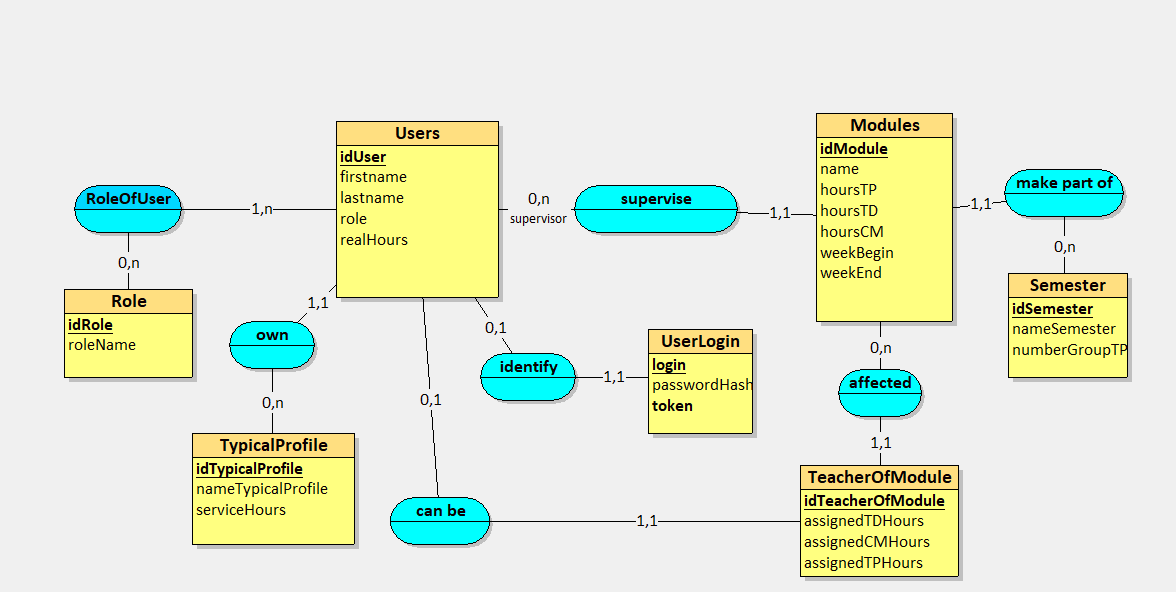 Users
idUser
firstname
lastname
role
realHours
Modules
idModule
name
hoursTP
hoursTD
hoursCM
weekBegin
weekEnd
make part of
1,1
0,n
supervisor
supervise
1,1
RoleOfUser
1,n
0,n
0,n
Role
idRole
roleName
Semester
idSemester
nameSemester
numberGroupTP
1,1
own
0,n
0,1
identify
1,1
UserLogin
login
passwordHash
token
0,n
affected
1,1
0,1
TypicalProfile
idTypicalProfile
nameTypicalProfile
serviceHours
can be
1,1
TeacherOfModule
idTeacherOfModule
assignedTDHours
assignedCMHours
assignedTPHours